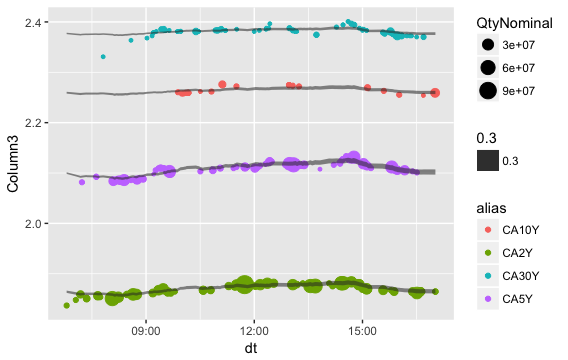 2.4
2.2
2.0
Column3
09:00
12:00
15:00
dt
QtyNominal
3e+07
6e+07
9e+07
0.3
0.3
alias
CA10Y
CA2Y
CA30Y
CA5Y